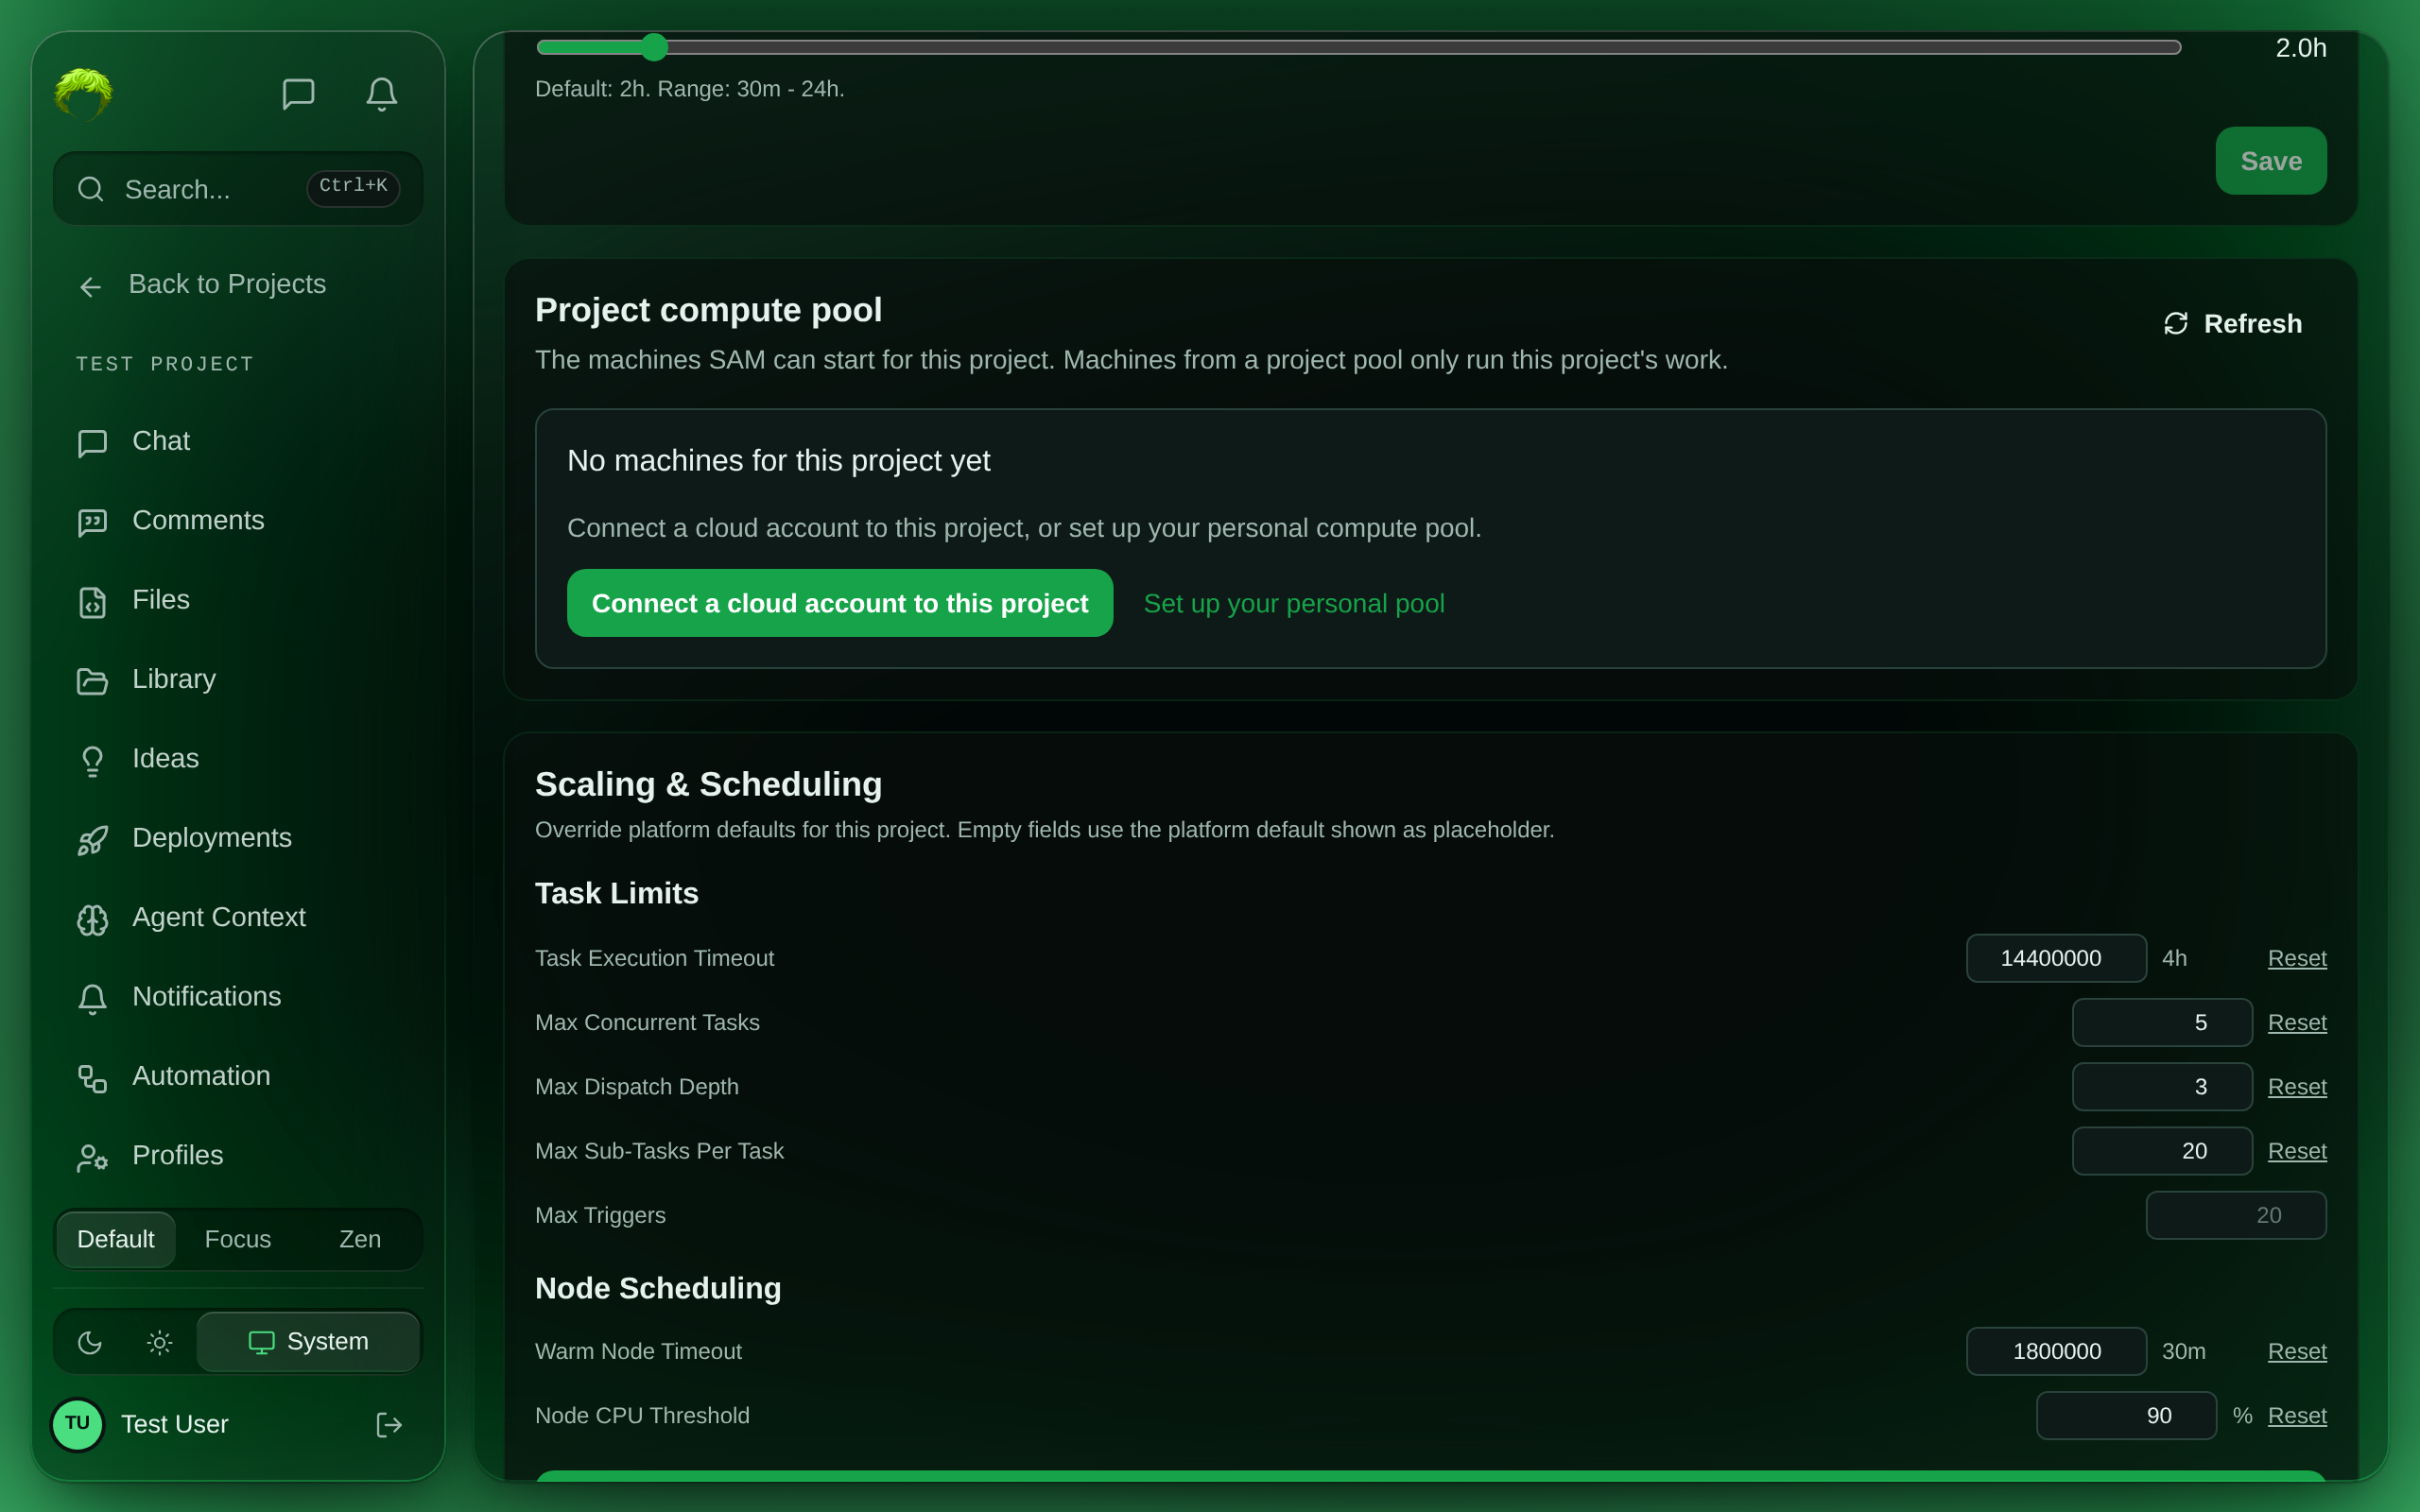 Search...
Ctrl+K
Back to Projects
TEST PROJECT
Chat
Comments
Files
Library
Ideas
Deployments
Agent Context
Notifications
Automation
Profiles
Default Focus Zen
System
TU Test User
2.0h
Default: 2h. Range: 30m - 24h.
Save
Project compute pool
Refresh
The machines SAM can start for this project. Machines from a project pool only run this project's work.
No machines for this project yet
Connect a cloud account to this project, or set up your personal compute pool.
Connect a cloud account to this project Set up your personal pool
Scaling & Scheduling
Override platform defaults for this project. Empty fields use the platform default shown as placeholder.
Task Limits
Task Execution Timeout 14400000 4h Reset
Max Concurrent Tasks 5 Reset
Max Dispatch Depth 3 Reset
Max Sub-Tasks Per Task 20 Reset
Max Triggers 20
Node Scheduling
Warm Node Timeout 1800000 30m Reset
Node CPU Threshold 90 % Reset